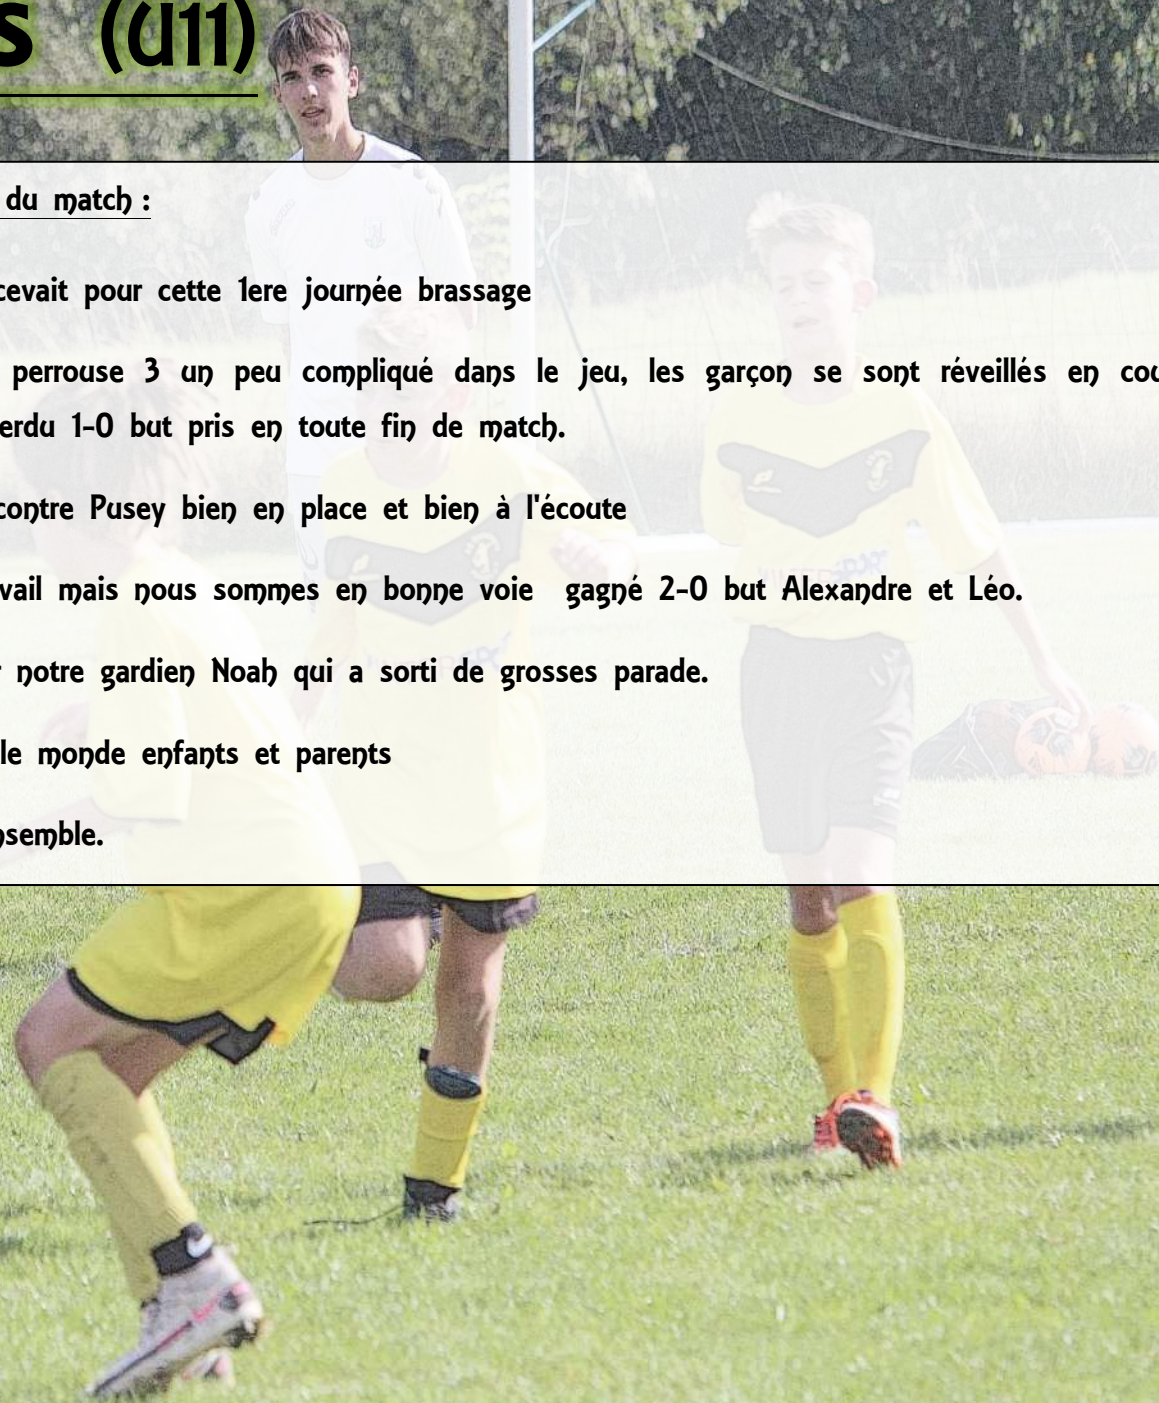 s (U11)
du match :
cevait pour cette 1ere journée brassage
perrouse 3 un peu compliqué dans le jeu, les garçon se sont réveillés en cou
erdu 1-0 but pris en toute fin de match.
contre Pusey bien en place et bien à l'écoute
vail mais nous sommes en bonne voie gagné 2-0 but Alexandre et Léo.
notre gardien Noah qui a sorti de grosses parade.
le monde enfants et parents
nsemble.